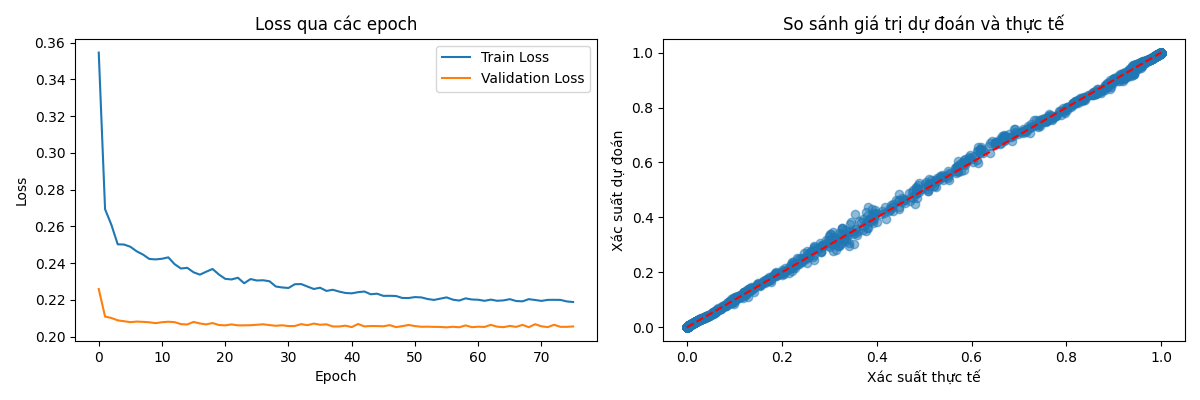 Loss qua các epoch
0.36
0.34
0.32
0.30
0.28
0.26
0.24
0.22
0.20
Loss
Train Loss
Validation Loss
0 10 20 30 40 50 60 70
Epoch
So sánh giá trị dự đoán và thực tế
1.0
0.8
0.6
0.4
0.2
0.0
Xác suất dự đoán
0.0 0.2 0.4 0.6 0.8 1.0
Xác suất thực tế